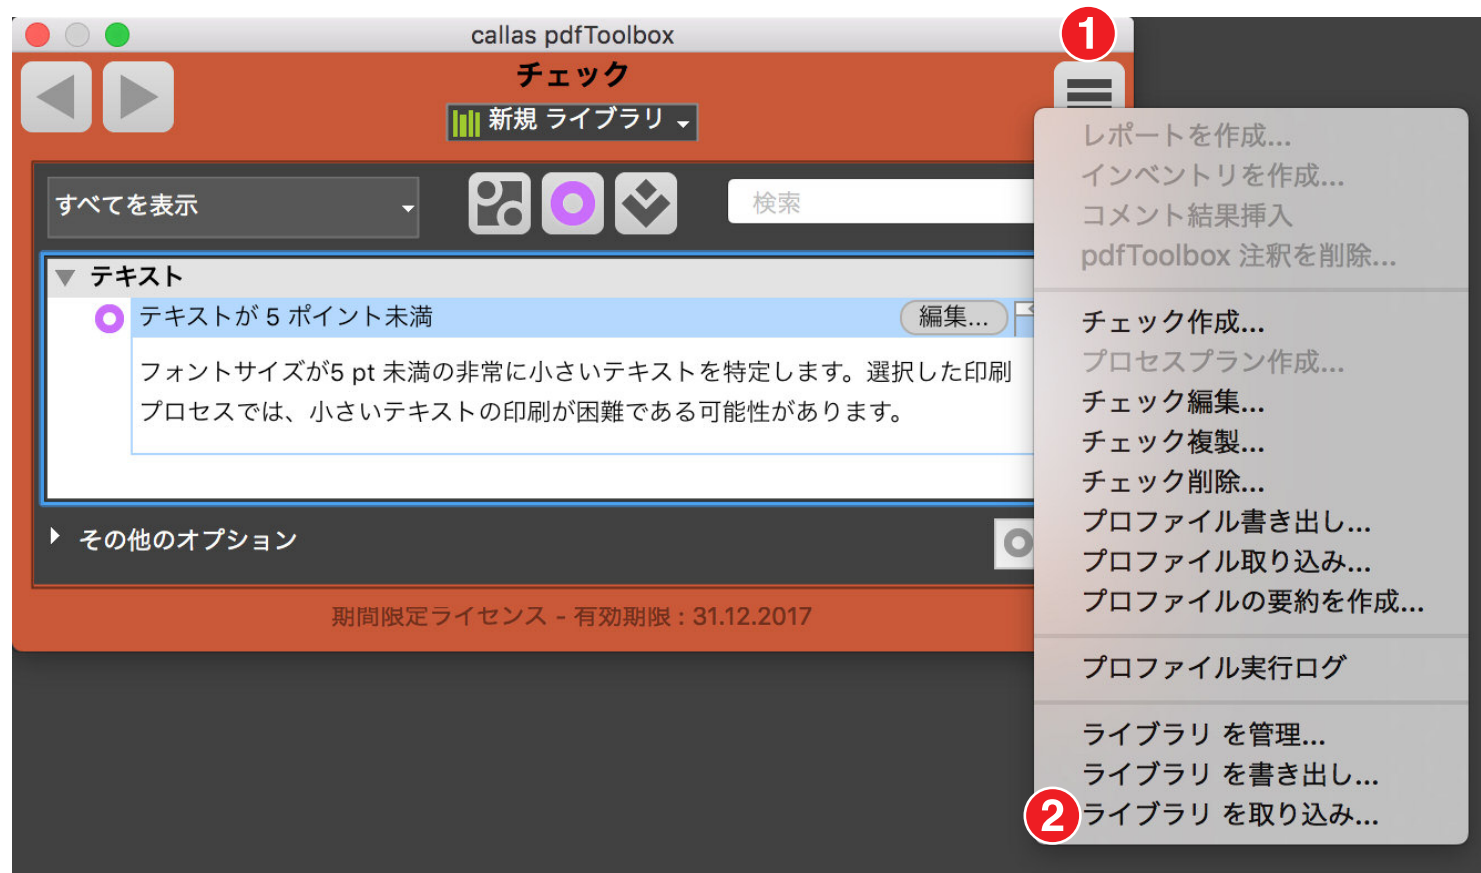 callas pdfToolbox
1
チェック
新規 ライブラリ
すべてを表示
検索
テキスト
テキストが 5 ポイント未満
編集...
フォントサイズが5 pt 未満の非常に小さいテキストを特定します。選択した印刷
プロセスでは、小さいテキストの印刷が困難である可能性があります。
その他のオプション
期間限定ライセンス - 有効期限 : 31.12.2017
レポートを作成...
インベントリを作成...
コメント結果挿入
pdfToolbox 注釈を削除...
チェック作成...
プロセスプラン作成...
チェック編集...
チェック複製...
チェック削除...
プロファイル書き出し...
プロファイル取り込み...
プロファイルの要約を作成...
プロファイル実行ログ
ライブラリ を管理...
ライブラリ を書き出し...
2
ライブラリ を取り込み...